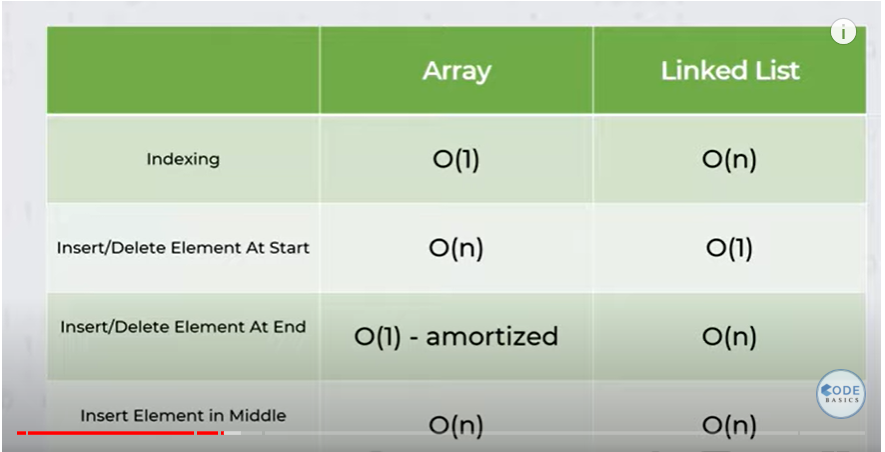 Array Linked List
Indexing O(1) O(n)
Insert/Delete Element At Start O(n) O(1)
Insert/Delete Element At End O(1) - amortized O(n)
Insert Element in Middle O(n) O(n)
i
CODE
BASICS